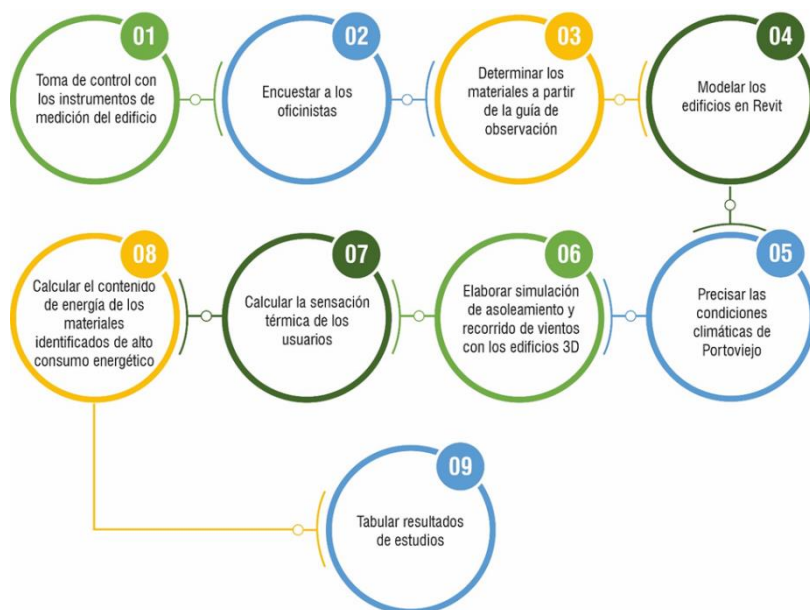 01
Toma de control con
los instrumentos de
medición del edificio
02
Encuestar a los
oficinistas
03
Determinar los
materiales a partir
de la guía de
observación
04
Modelar los
edificios en Revit
05
Precisar las
condiciones
climáticas de
Portoviejo
06
Elaborar simulación
de asoleamiento y
recorrido de vientos
con los edificios 3D
07
Calcular la sensación
térmica de los
usuarios
08
Calcular el contenido
de energía de los
materiales
identificados de alto
consumo energético
09
Tabular resultados
de estudios